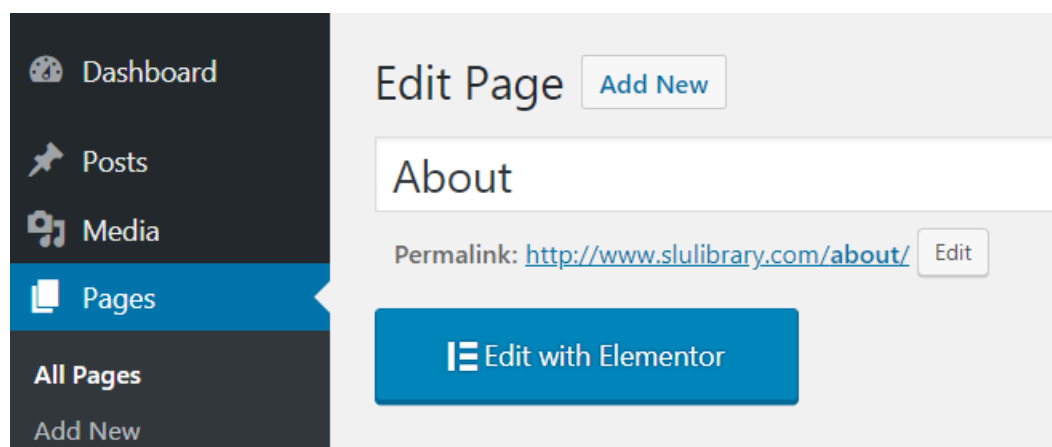 Dashboard
Posts
Media
Pages
All Pages
Add New
Edit Page Add New
About
Permalink: http://www.slulibrary.com/about/ Edit
Edit with Elementor